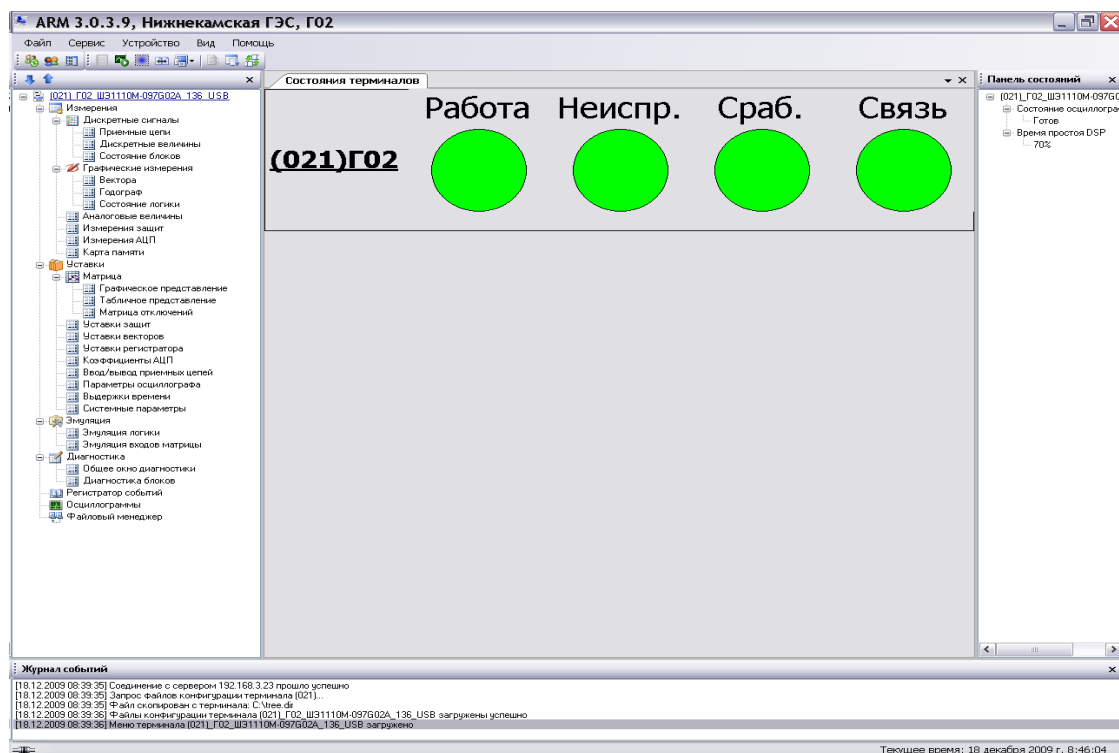 ARM 3.0.3.9, Нижнекамская ГЭС, Г02
Файл Сервис Устройство Вид Помощь
(021)_Г02_ШЭ1110М-097G02A_136_USB
Измерения
Дискретные сигналы
Приемные цепи
Дискретные величины
Состояние блоков
Графические измерения
Вектора
Годограф
Состояние логики
Аналоговые величины
Измерения защит
Измерения АЦП
Карта памяти
Уставки
Матрица
Графическое представление
Табличное представление
Матрица отключений
Уставки защит
Уставки векторов
Уставки регистратора
Коэффициенты АЦП
Ввод/вывод приемных цепей
Параметры осциллографа
Выдержки времени
Системные параметры
Эмуляция
Эмуляция логики
Эмуляция входов матрицы
Диагностика
Общее окно диагностики
Диагностика блоков
Регистратор событий
Осциллограммы
Файловый менеджер
Состояния терминалов
Работа Неиспр. Сраб. Связь
(021)Г02
Панель состояний
(021)_Г02_ШЭ1110М-097G0
Состояние осциллогра
Готов
Время простоя DSP
70%
Журнал событий
[18.12.2009 08:39:35] Соединение с сервером 192.168.3.23 прошло успешно
[18.12.2009 08:39:35] Запрос файлов конфигурации терминала (021)...
[18.12.2009 08:39:35] Файл скопирован с терминала: C:\tree.dir
[18.12.2009 08:39:36] Файлы конфигурации терминала (021)_Г02_ШЭ1110М-097G02A_136_USB загружены успешно
[18.12.2009 08:39:36] Меню терминала (021)_Г02_ШЭ1110М-097G02A_136_USB загружено
Текущее время: 18 декабря 2009 г. 8:46:04